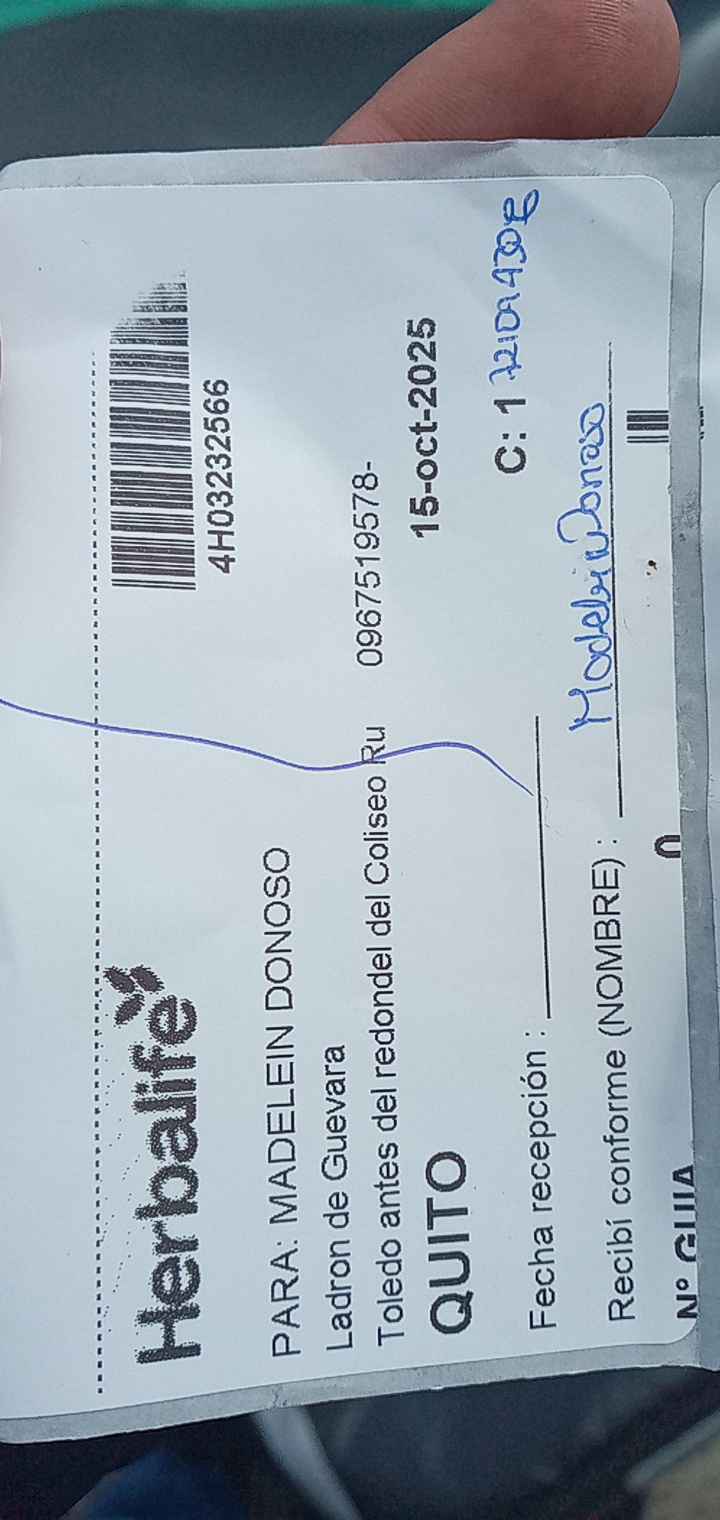 Herbalife
4H03232566
PARA: MADELEIN DONOSO
Ladron de Guevara
Toledo antes del redondel del Coliseo Ru 0967519578-
QUITO 15-oct-2025
Fecha recepción : C: 1
Recibí conforme (NOMBRE) : Madelein Donoso
N° GUIA